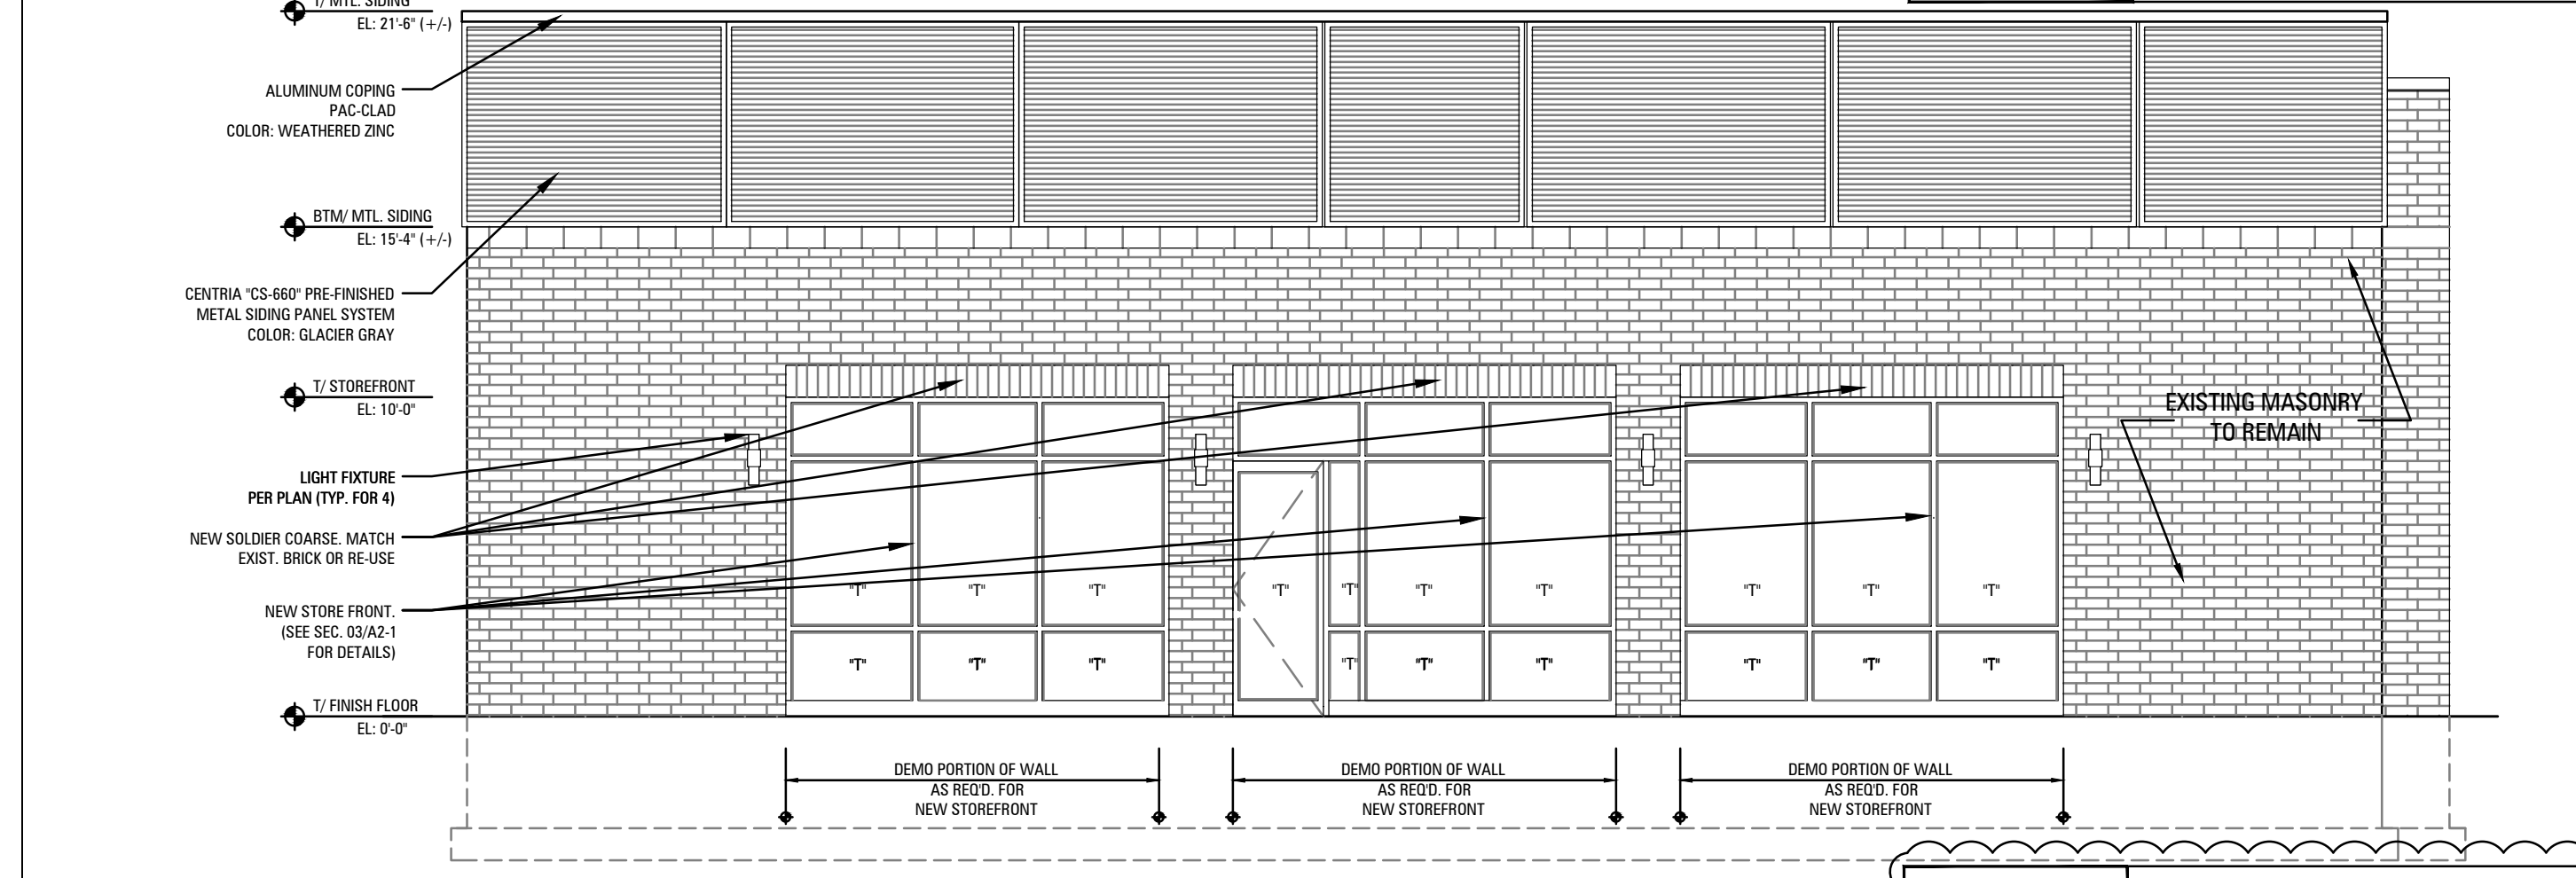 T/ MTL. SIDING
EL: 21'-6" (+/-)
ALUMINUM COPING
PAC-CLAD
COLOR: WEATHERED ZINC
BTM/ MTL. SIDING
EL: 15'-4" (+/-)
CENTRIA "CS-660" PRE-FINISHED
METAL SIDING PANEL SYSTEM
COLOR: GLACIER GRAY
T/ STOREFRONT
EL: 10'-0"
EXISTING MASONRY
TO REMAIN
LIGHT FIXTURE
PER PLAN (TYP. FOR 4)
NEW SOLDIER COARSE. MATCH
EXIST. BRICK OR RE-USE
NEW STORE FRONT.
(SEE SEC. 03/A2-1
FOR DETAILS)
"T" "T" "T" "T" "T" "T" "T" "T" "T" "T"
"T" "T" "T" "T" "T" "T" "T" "T" "T"
T/ FINISH FLOOR
EL: 0'-0"
DEMO PORTION OF WALL
AS REQ'D. FOR
NEW STOREFRONT
DEMO PORTION OF WALL
AS REQ'D. FOR
NEW STOREFRONT
DEMO PORTION OF WALL
AS REQ'D. FOR
NEW STOREFRONT